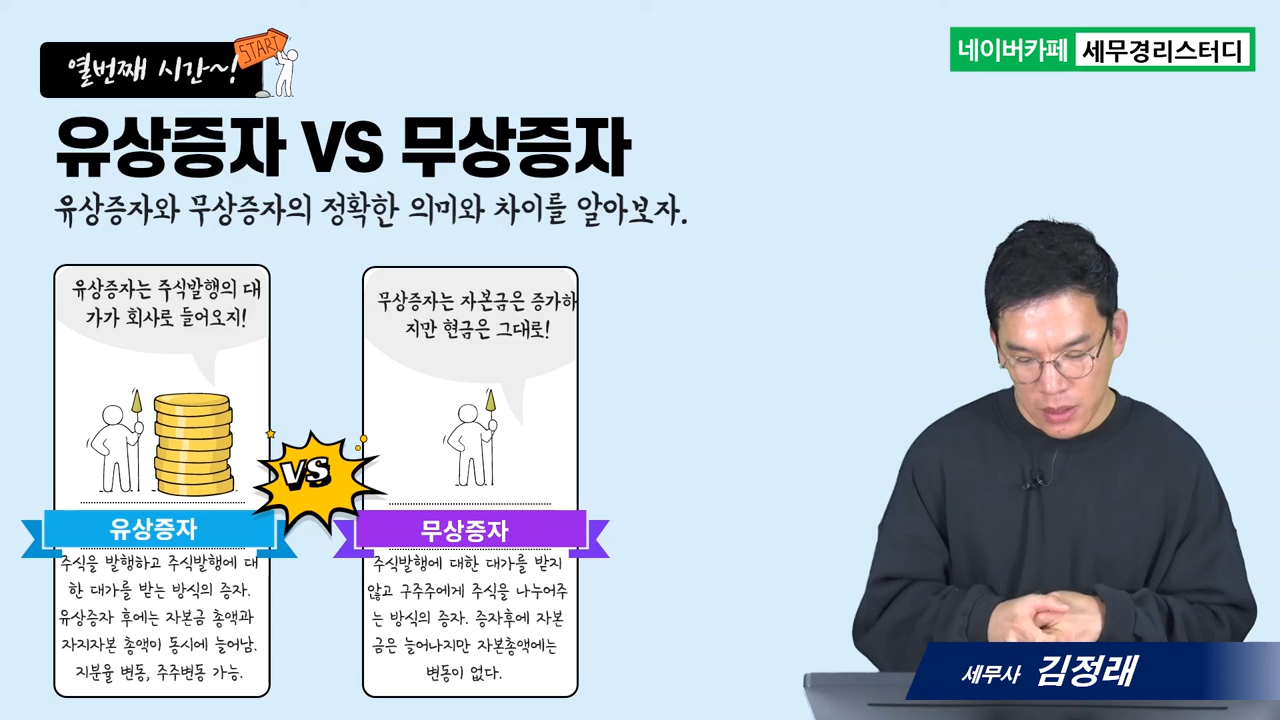 열번째 시간~!
START
네이버카페 세무경리스터디
유상증자 VS 무상증자
유상증자와 무상증자의 정확한 의미와 차이를 알아보자.
유상증자는 주식발행의 대
가가 회사로 들어오지!
무상증자는 자본금은 증가하
지만 현금은 그대로!
VS
유상증자
주식을 발행하고 주식발행에 대
한 대가를 받는 방식의 증자.
유상증자 후에는 자본금 총액과
자지자본 총액이 동시에 늘어남.
지분율 변동, 주주변동 가능.
무상증자
주식발행에 대한 대가를 받지
않고 구주주에게 주식을 나누어주
는 방식의 증자. 증자후에 자본
금은 늘어나지만 자본총액에는
변동이 없다.
세무사 김정래